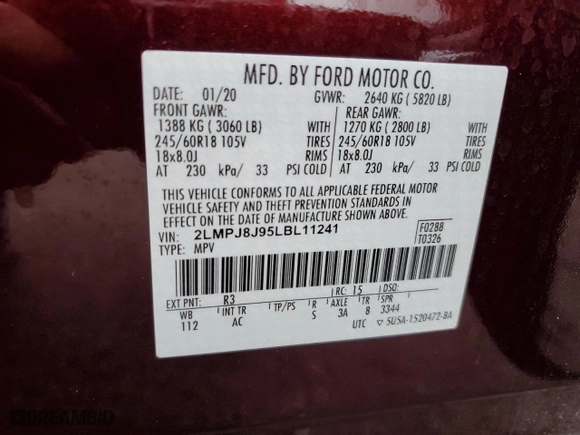 MFD. BY FORD MOTOR CO.
DATE: 01/20 GVWR: 2640 KG ( 5820 LB)
FRONT GAWR: REAR GAWR:
1388 KG ( 3060 LB) WITH 1270 KG ( 2800 LB) WITH
245/60R18 105V TIRES 245/60R18 105V TIRES
18x8.0J RIMS 18x8.0J RIMS
AT 230 kPa/ 33 PSI COLD AT 230 kPa/ 33 PSI COLD
THIS VEHICLE CONFORMS TO ALL APPLICABLE FEDERAL MOTOR
VEHICLE SAFETY AND THEFT PREVENTION STANDARDS IN EFFECT
ON THE DATE OF MANUFACTURE SHOWN ABOVE.
VIN: 2LMPJ8J95LBL11241 F0288
TYPE: MPV T0326
EXT PNT: R3 RC: 15 DSO:
WB INT TR TP/PS R AXLE TR SPR
112 AC S 3A 8 3344
UTC ▽ 5U5A-1520472-BA
DREAMBID